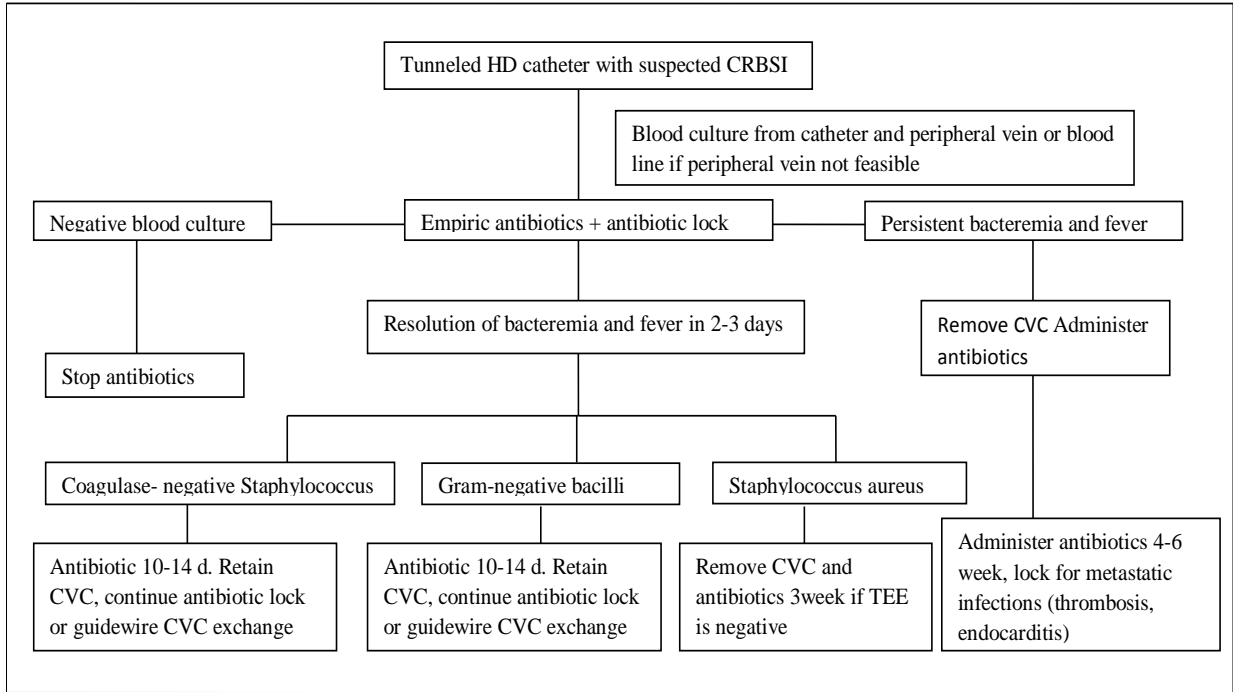 Tunneled HD catheter with suspected CRBSI
Blood culture from catheter and peripheral vein or blood
line if peripheral vein not feasible
Negative blood culture
Empiric antibiotics + antibiotic lock
Persistent bacteremia and fever
Resolution of bacteremia and fever in 2-3 days
Remove CVC Administer
antibiotics
Stop antibiotics
Coagulase- negative Staphylococcus
Gram-negative bacilli
Staphylococcus aureus
Antibiotic 10-14 d. Retain
CVC, continue antibiotic lock
or guidewire CVC exchange
Antibiotic 10-14 d. Retain
CVC, continue antibiotic lock
or guidewire CVC exchange
Remove CVC and
antibiotics 3week if TEE
is negative
Administer antibiotics 4-6
week, lock for metastatic
infections (thrombosis,
endocarditis)